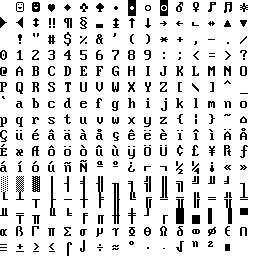 ☺ ☻ ♥ ♦ ♣ ♠ • ◘ ○ ◙ ♂ ♀ ♪ ♫ ☼
► ◄ ↕ ‼ ¶ § ▬ ↨ ↑ ↓ → ← ∟ ↔ ▲ ▼
! " # $ % & ' ( ) * + , - . /
0 1 2 3 4 5 6 7 8 9 : ; < = > ?
@ A B C D E F G H I J K L M N O
P Q R S T U V W X Y Z [ \ ] ^ _
` a b c d e f g h i j k l m n o
p q r s t u v w x y z { ¦ } ~ ⌂
Ç ü é â ä à å ç ê ë è ï î ì Ä Å
É æ Æ ô ö ò û ù ÿ Ö Ü ¢ £ ¥ ₧ ƒ
á í ó ú ñ Ñ ª º ¿ ⌐ ¬ ½ ¼ ¡ « »
░ ▒ ▓ │ ┤ ╡ ╢ ╖ ╕ ╣ ║ ╗ ╝ ╜ ╛ ┐
└ ┴ ┬ ├ ─ ┼ ╞ ╟ ╚ ╔ ╩ ╦ ╠ ═ ╬ ╧
╨ ╤ ╥ ╙ ╘ ╒ ╓ ╫ ╪ ┘ ┌ █ ▄ ▌ ▐ ▀
α ß Γ π Σ σ µ τ Φ Θ Ω δ ∞ φ ε ∩
≡ ± ≥ ≤ ⌠ ⌡ ÷ ≈ ° ∙ · √ ⁿ ² ■